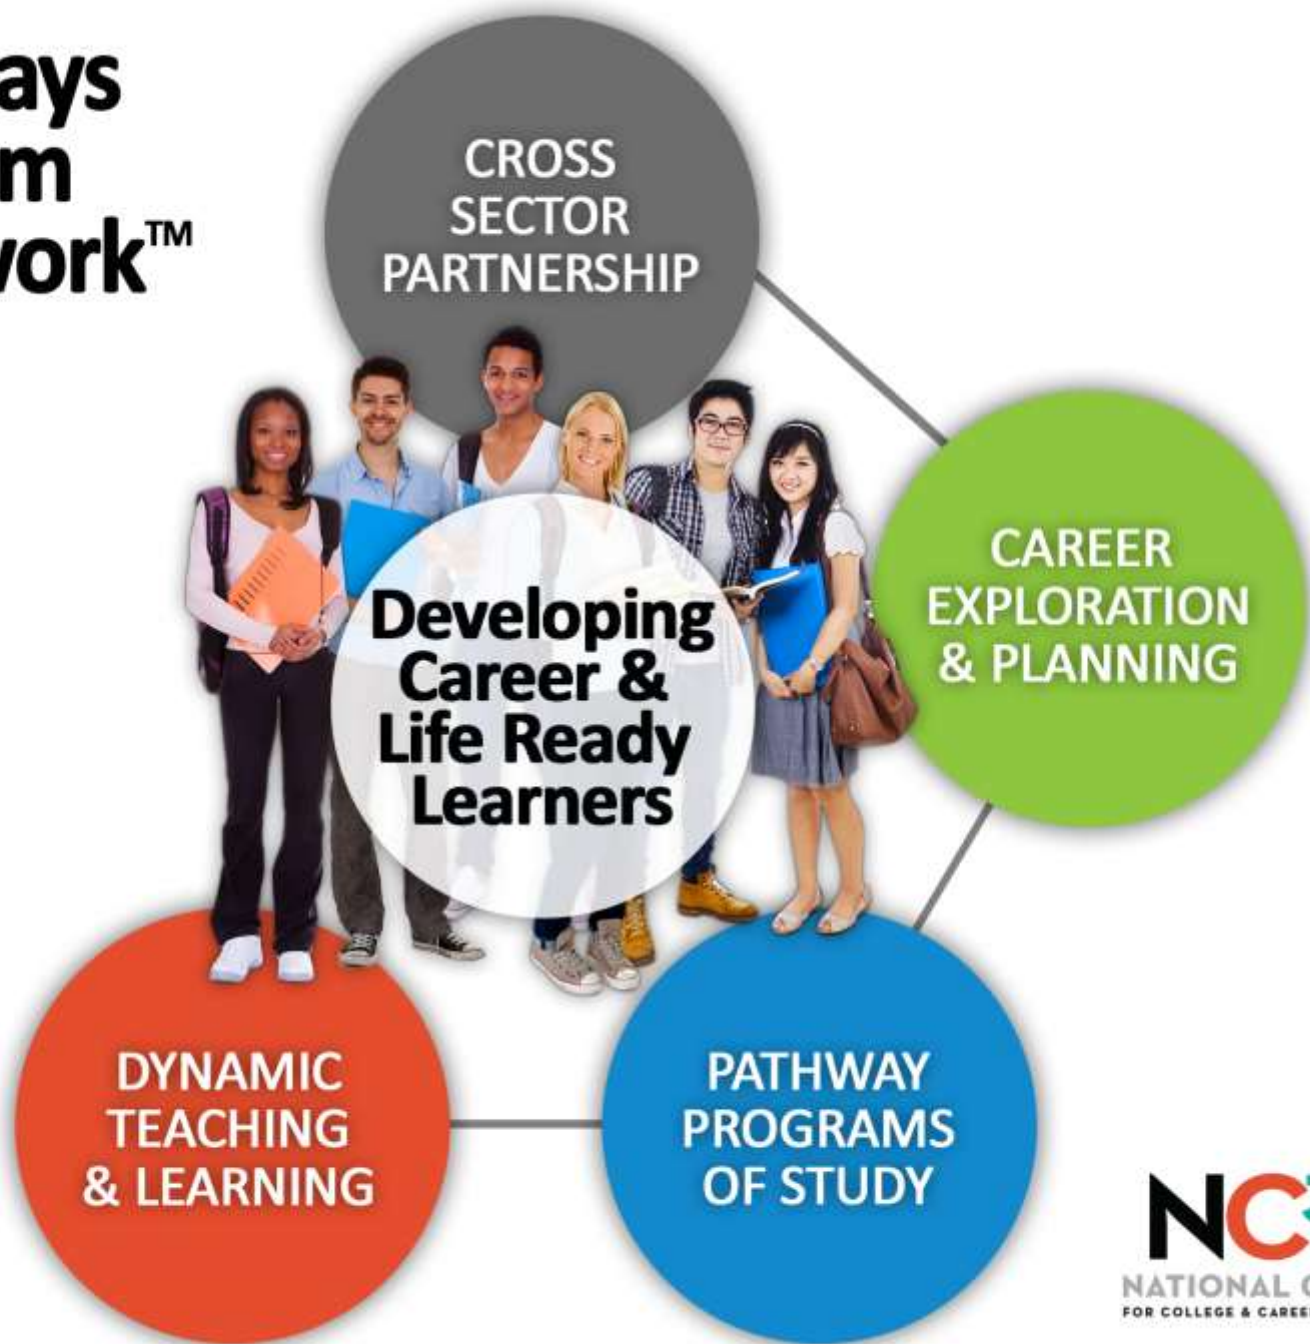 ays
m
work™
CROSS
SECTOR
PARTNERSHIP
CAREER
EXPLORATION
& PLANNING
Developing
Career &
Life Ready
Learners
DYNAMIC
TEACHING
& LEARNING
PATHWAY
PROGRAMS
OF STUDY
NC
NATIONAL
FOR COLLEGE & CAREE